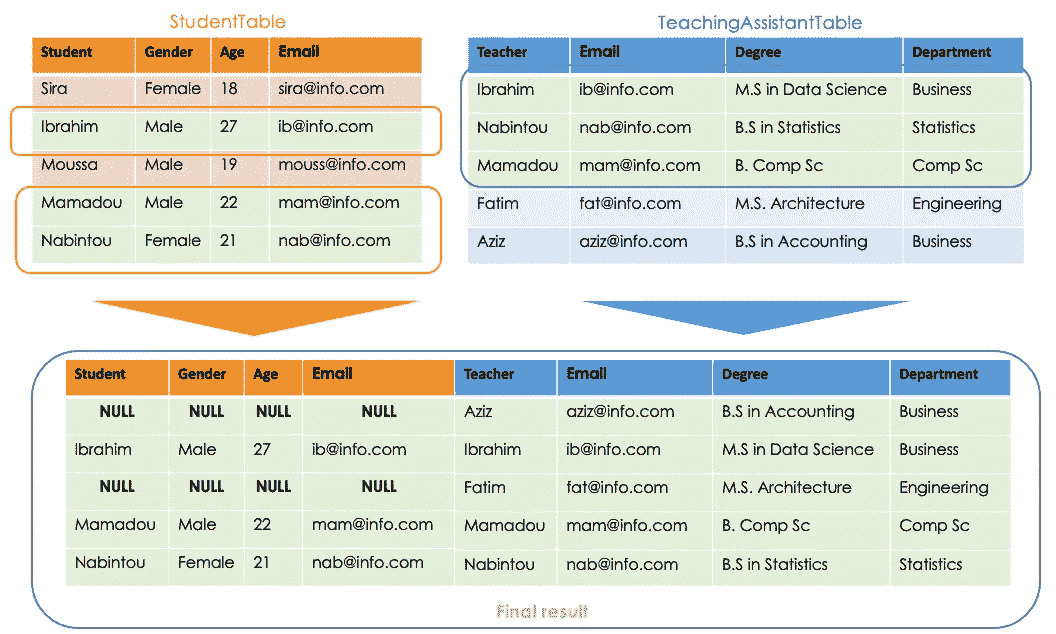 StudentTable
Student Gender Age Email
Sira Female 18 sira@info.com
Ibrahim Male 27 ib@info.com
Moussa Male 19 mouss@info.com
Mamadou Male 22 mam@info.com
Nabintou Female 21 nab@info.com
TeachingAssistantTable
Teacher Email Degree Department
Ibrahim ib@info.com M.S in Data Science Business
Nabintou nab@info.com B.S in Statistics Statistics
Mamadou mam@info.com B. Comp Sc Comp Sc
Fatim fat@info.com M.S. Architecture Engineering
Aziz aziz@info.com B.S in Accounting Business
Student Gender Age Email Teacher Email Degree Department
NULL NULL NULL NULL Aziz aziz@info.com B.S in Accounting Business
Ibrahim Male 27 ib@info.com Ibrahim ib@info.com M.S in Data Science Business
NULL NULL NULL NULL Fatim fat@info.com M.S. Architecture Engineering
Mamadou Male 22 mam@info.com Mamadou mam@info.com B. Comp Sc Comp Sc
Nabintou Female 21 nab@info.com Nabintou nab@info.com B.S in Statistics Statistics
Final result